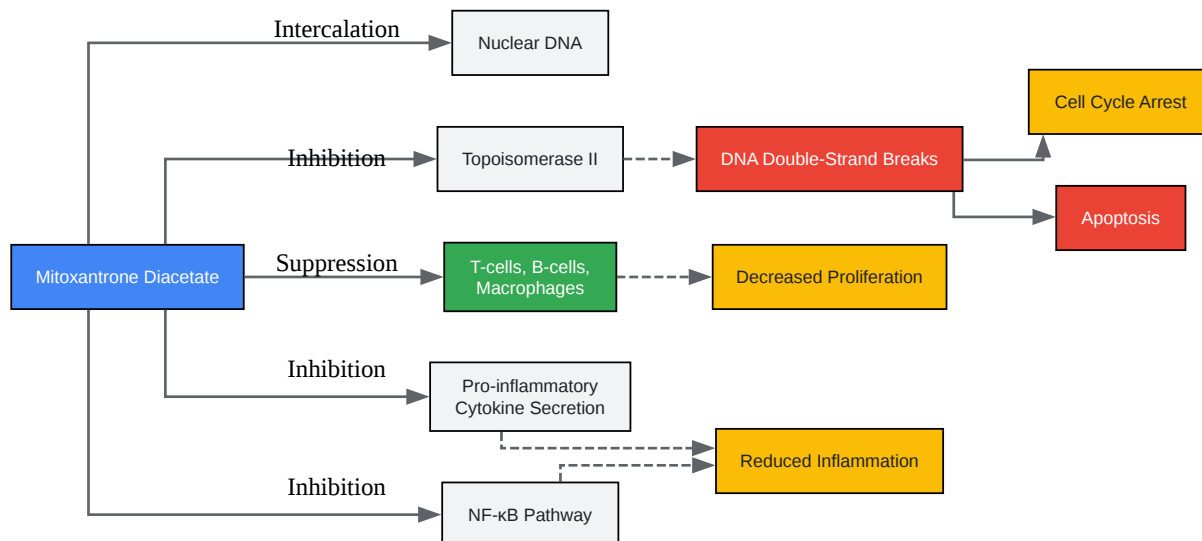 Intercalation
Nuclear DNA
Cell Cycle Arrest
Inhibition
Topoisomerase II
DNA Double-Strand Breaks
Apoptosis
Mitoxantrone Diacetate
Suppression
T-cells, B-cells,
Macrophages
Decreased Proliferation
Inhibition
Pro-inflammatory
Cytokine Secretion
Reduced Inflammation
Inhibition
NF-κB Pathway